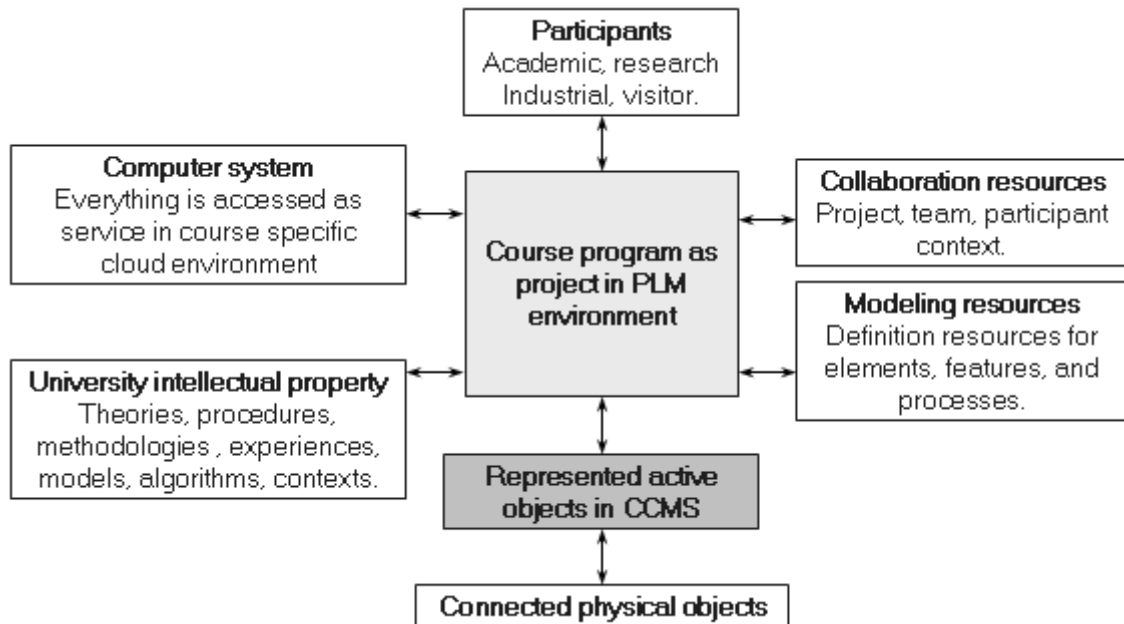 Participants
Academic, research
Industrial, visitor.
Computer system
Everything is accessed as
service in course specific
cloud environment
Collaboration resources
Project, team, participant
context.
Course program as
project in PLM
environment
Modeling resources
Definition resources for
elements, features, and
processes.
University intellectual property
Theories, procedures,
methodologies , experiences,
models, algorithms, contexts.
Represented active
objects in CCMS
Connected physical objects